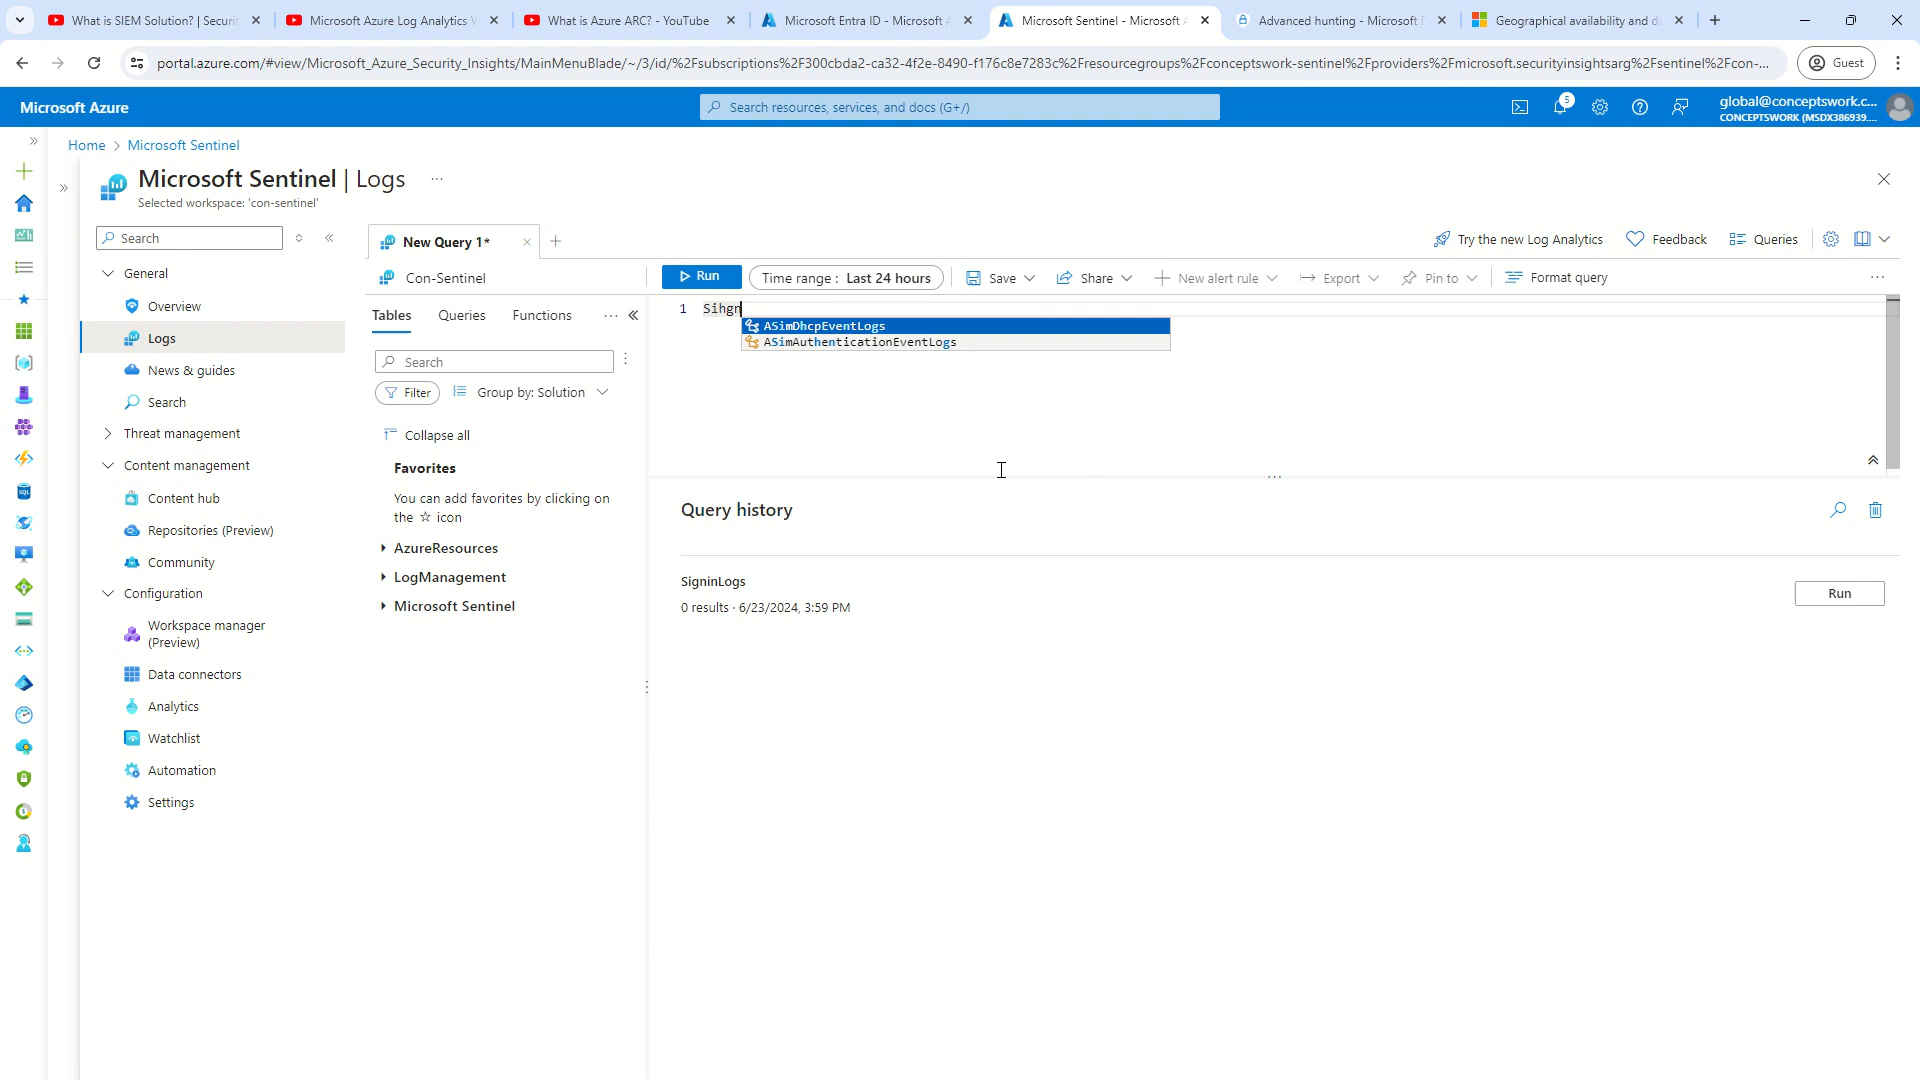 What is SIEM Solution? | Securi
Microsoft Azure Log Analytics W
What is Azure ARC? - YouTube
Microsoft Entra ID - Microsoft A
Microsoft Sentinel - Microsoft A
Advanced hunting - Microsoft D
Geographical availability and da
portal.azure.com/#view/Microsoft_Azure_Security_Insights/MainMenuBlade/~/3/id/%2Fsubscriptions%2F300cbda2-ca32-4f2e-8490-f176c8e7283c%2Fresourcegroups%2Fconceptswork-sentinel%2Fproviders%2Fmicrosoft.securityinsightsarg%2Fsentinel%2Fcon-...
Guest
Microsoft Azure
Search resources, services, and docs (G+/)
5
global@conceptswork.c...
CONCEPTSWORK (MSDX386939....
Home > Microsoft Sentinel
Microsoft Sentinel | Logs ...
Selected workspace: 'con-sentinel'
Search
General
Overview
Logs
News & guides
Search
Threat management
Content management
Content hub
Repositories (Preview)
Community
Configuration
Workspace manager
(Preview)
Data connectors
Analytics
Watchlist
Automation
Settings
New Query 1*
Try the new Log Analytics
Feedback
Queries
Con-Sentinel
Run
Time range : Last 24 hours
Save
Share
New alert rule
Export
Pin to
Format query
Tables
Queries
Functions
Search
Filter
Group by: Solution
Collapse all
Favorites
You can add favorites by clicking on
the ☆ icon
AzureResources
LogManagement
Microsoft Sentinel
1 Sihgn
ASimDhcpEventLogs
ASimAuthenticationEventLogs
Query history
SigninLogs
0 results · 6/23/2024, 3:59 PM
Run